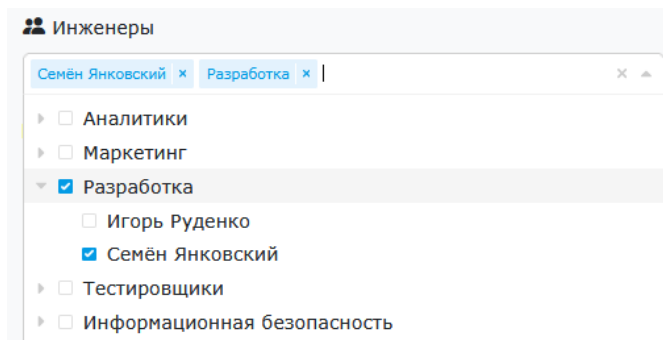 Инженеры
Семён Янковский × Разработка ×
Аналитики
Маркетинг
Разработка
Игорь Руденко
Семён Янковский
Тестировщики
Информационная безопасность